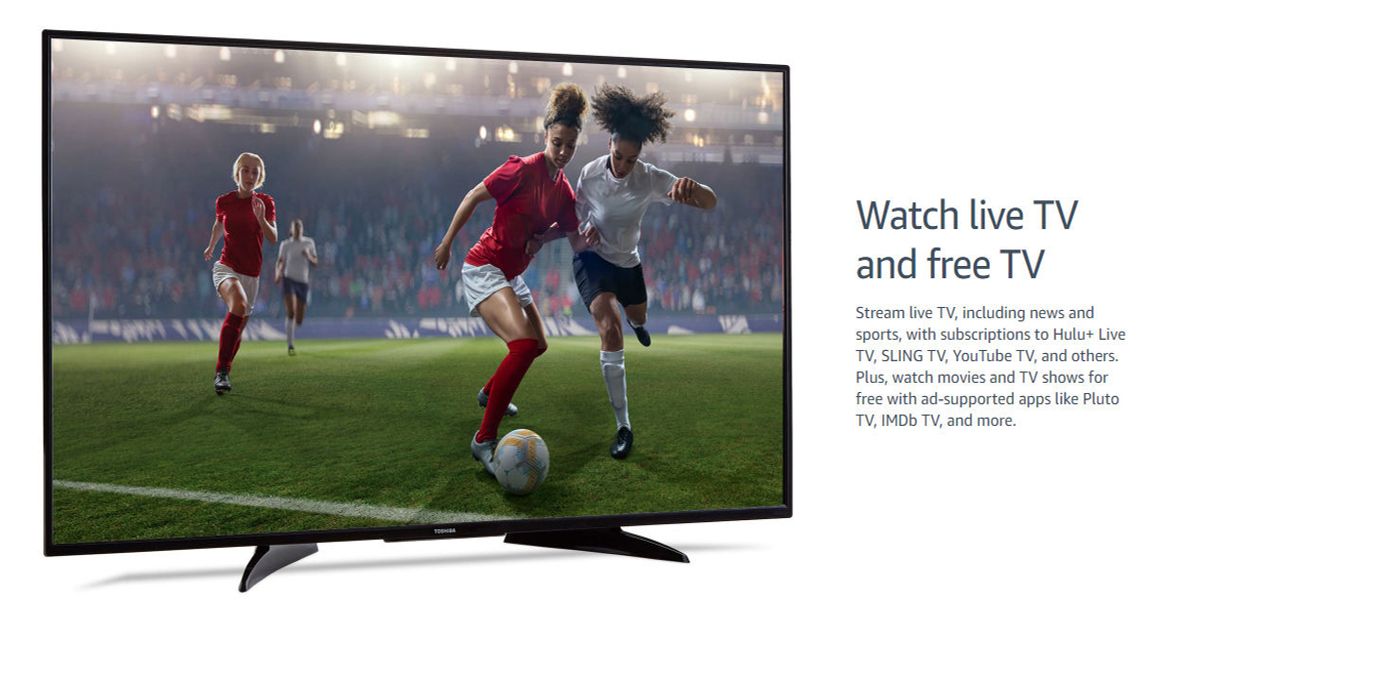 Watch live TV
and free TV
Stream live TV, including news and
sports, with subscriptions to Hulu+ Live
TV, SLING TV, YouTube TV, and others.
Plus, watch movies and TV shows for
free with ad-supported apps like Pluto
TV, IMDb TV, and more.
TOSHIBA